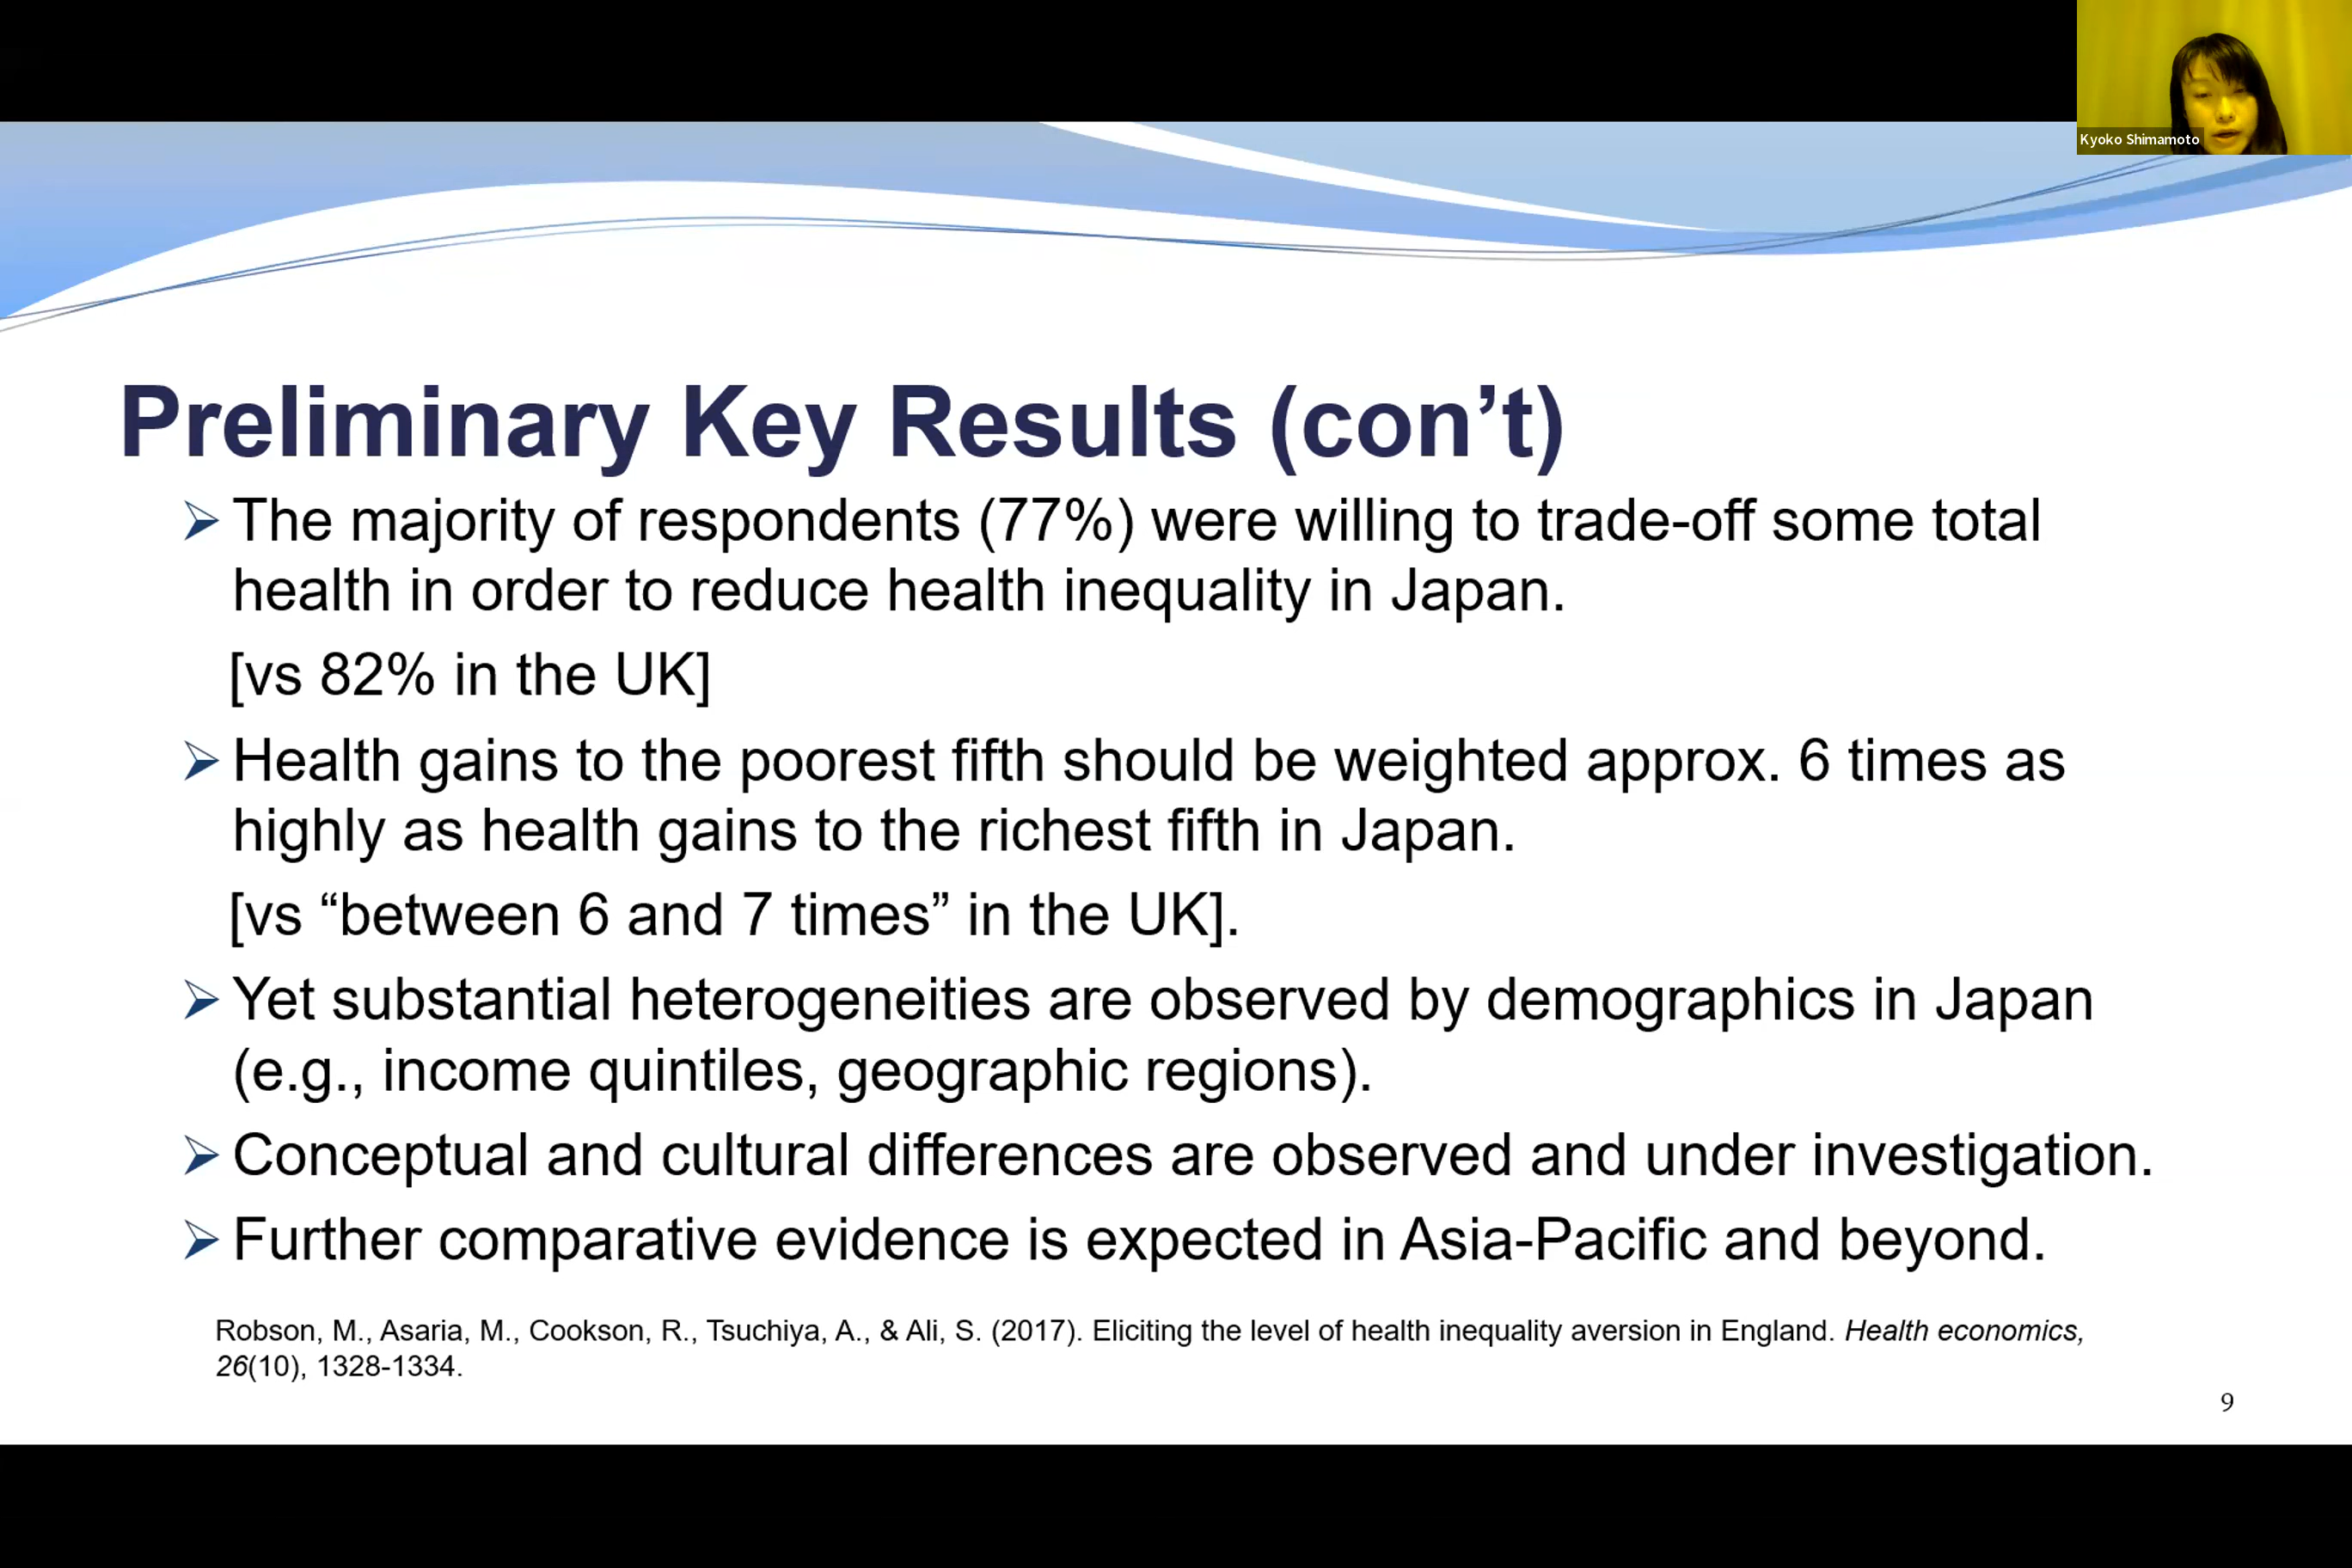 Kyoko Shimamoto
Preliminary Key Results (con’t)
➢ The majority of respondents (77%) were willing to trade-off some total
health in order to reduce health inequality in Japan.
[vs 82% in the UK]
➢ Health gains to the poorest fifth should be weighted approx. 6 times as
highly as health gains to the richest fifth in Japan.
[vs “between 6 and 7 times” in the UK].
➢ Yet substantial heterogeneities are observed by demographics in Japan
(e.g., income quintiles, geographic regions).
➢ Conceptual and cultural differences are observed and under investigation.
➢ Further comparative evidence is expected in Asia-Pacific and beyond.
Robson, M., Asaria, M., Cookson, R., Tsuchiya, A., & Ali, S. (2017). Eliciting the level of health inequality aversion in England. Health economics,
26(10), 1328-1334.
9